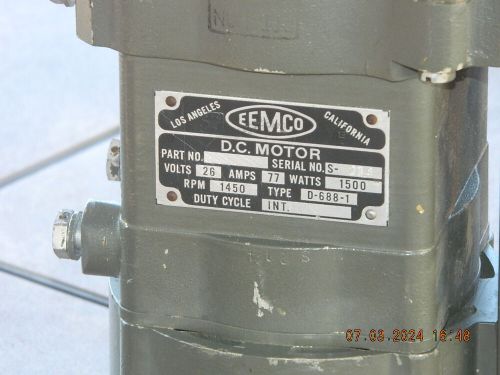 LOS ANGELES EEMCO CALIFORNIA
D.C. MOTOR
PART NO. SERIAL NO. S-
VOLTS 26 AMPS 77 WATTS 1500
RPM 1450 TYPE D-688-1
DUTY CYCLE INT.
07.08.2024 16:48